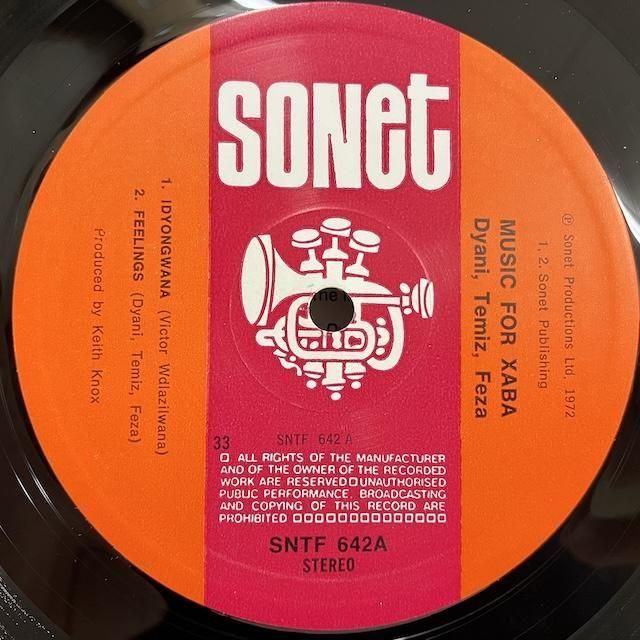 SONET
℗ Sonet Productions Ltd. 1972
1. 2. Sonet Publishing
MUSIC FOR XABA
Dyani, Temiz, Feza
1. IDYONGWANA (Victor Wdlazilwana)
2. FEELINGS (Dyani, Temiz, Feza)
Produced by Keith Knox
33
SNTF 642 A
ALL RIGHTS OF THE MANUFACTURER
AND OF THE OWNER OF THE RECORDED
WORK ARE RESERVED UNAUTHORISED
PUBLIC PERFORMANCE, BROADCASTING
AND COPYING OF THIS RECORD ARE
PROHIBITED
SNTF 642A
STEREO